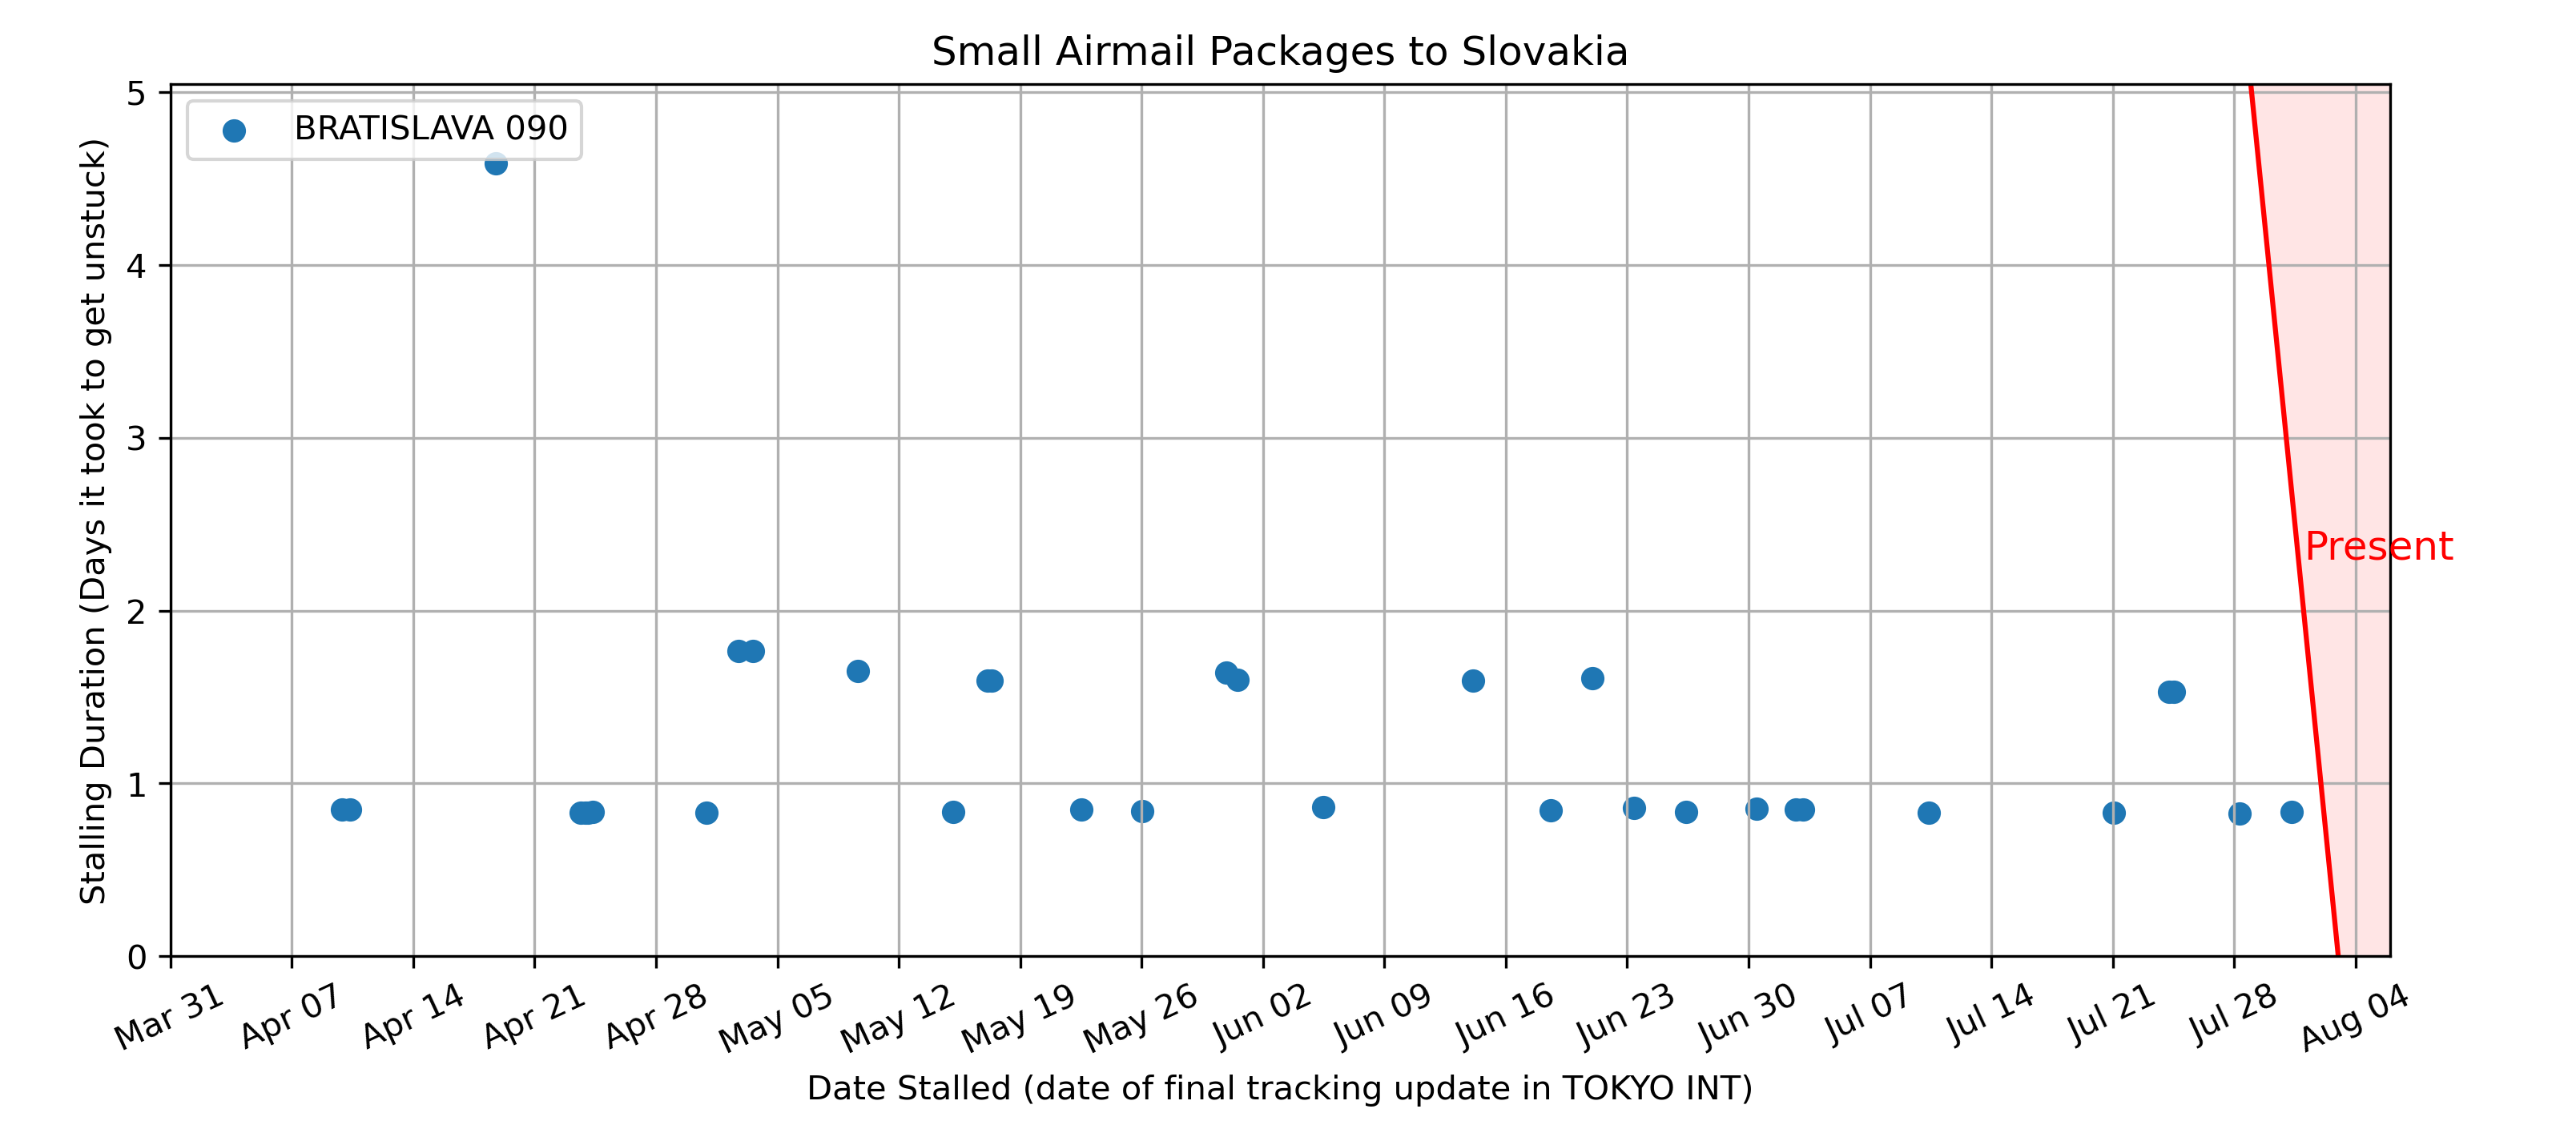 Small Airmail Packages to Slovakia
BRATISLAVA 090
Stalling Duration (Days it took to get unstuck)
5
4
3
2
1
0
Present
Mar 31
Apr 07
Apr 14
Apr 21
Apr 28
May 05
May 12
May 19
May 26
Jun 02
Jun 09
Jun 16
Jun 23
Jun 30
Jul 07
Jul 14
Jul 21
Jul 28
Aug 04
Date Stalled (date of final tracking update in TOKYO INT)